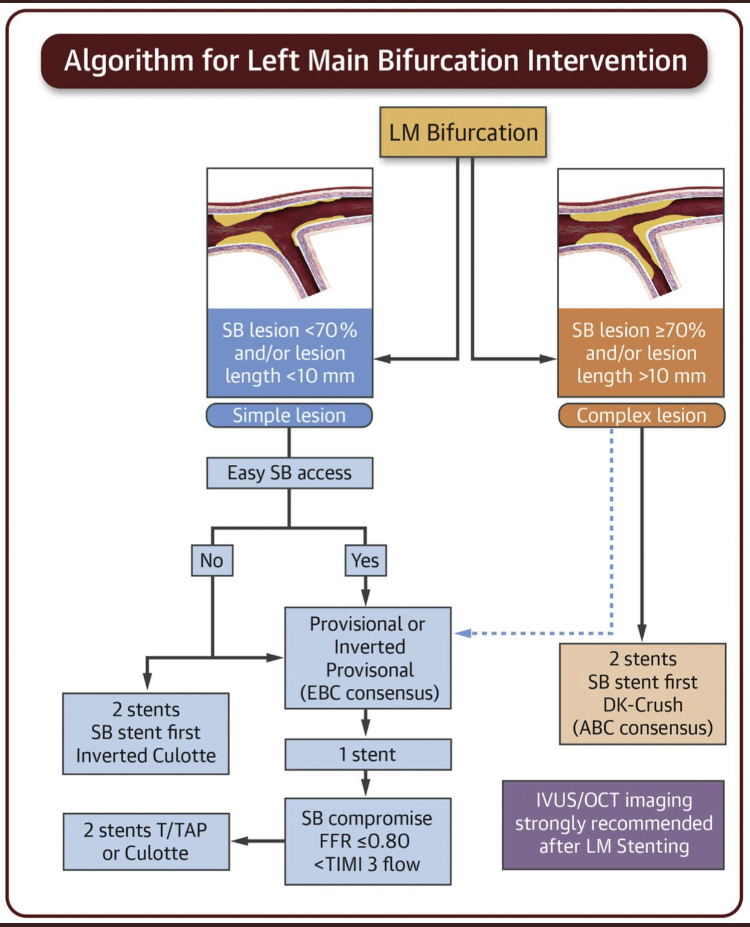 Algorithm for Left Main Bifurcation Intervention
LM Bifurcation
SB lesion <70%
and/or lesion
length <10 mm
Simple lesion
SB lesion ≥70%
and/or lesion
length >10 mm
Complex lesion
Easy SB access
No
Yes
Provisional or
Inverted
Provisonal
(EBC consensus)
2 stents
SB stent first
DK-Crush
(ABC consensus)
2 stents
SB stent first
Inverted Culotte
1 stent
SB compromise
FFR ≤0.80
<TIMI 3 flow
2 stents T/TAP
or Culotte
IVUS/OCT imaging
strongly recommended
after LM Stenting